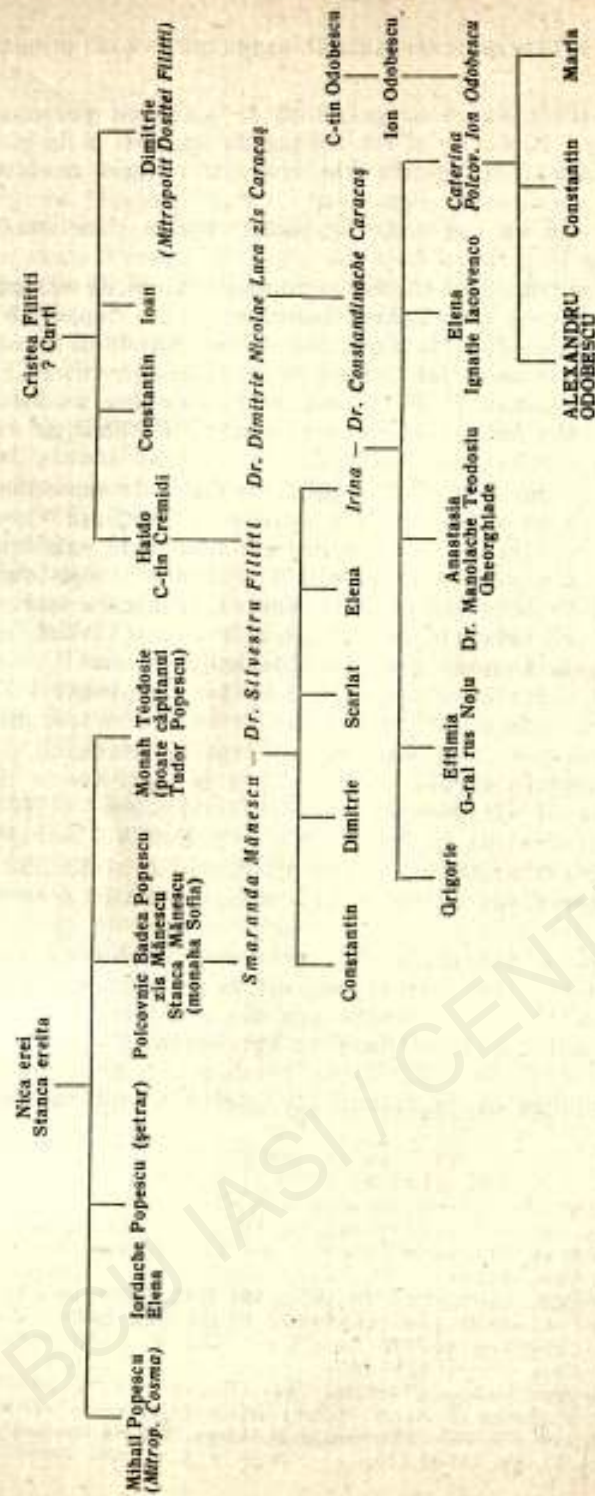 Nica erei
Stanca ereita
Cristea Filitti
? Carti
Mihail Popescu
(Mitrop. Cosma)
Iordache Popescu (șetrar)
Elena
Polcovnic Badea Popescu
zis Mănescu
Stanca Mănescu
(monaha Sofia)
Monah Teodosie
(poate căpitanul
Tudor Popescu)
Haido
C-tin Cremidi
Constantin
Ioan
Dimitrie
(Mitropolit Dositei Filitti)
Smaranda Mănescu — Dr. Silvestru Filitti
Dr. Dimitrie Nicolae Luca zis Caracaș
C-tin Odobescu
Constantin
Dimitrie
Scarlat
Elena
Irina — Dr. Constandinache Caracaș
Ion Odobescu
Grigorie
Eftimia
G-ral rus Noju
Anastasia
Dr. Manolache Teodosiu
Gheorghiade
Elena
Ignatie Iacovenco
Caterina
Polcov. Ion Odobescu
ALEXANDRU
ODOBESCU
Constantin
Maria
BCU IASI / CENT